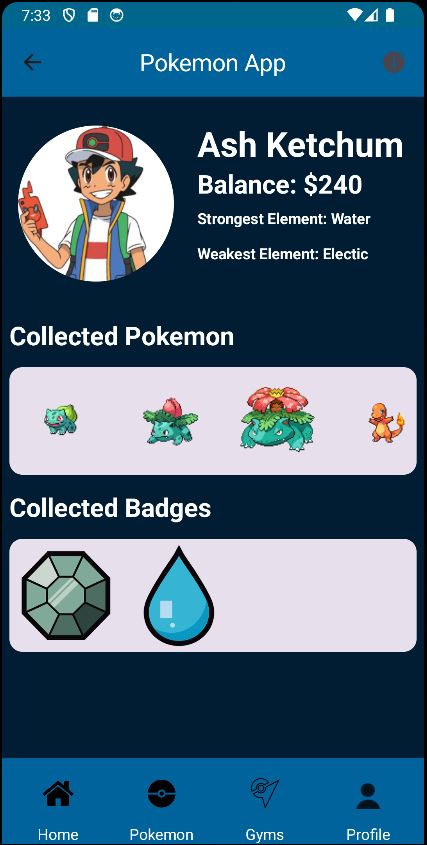 7:33
Pokemon App
Ash Ketchum
Balance: $240
Strongest Element: Water
Weakest Element: Electic
Collected Pokemon
Collected Badges
Home Pokemon Gyms Profile